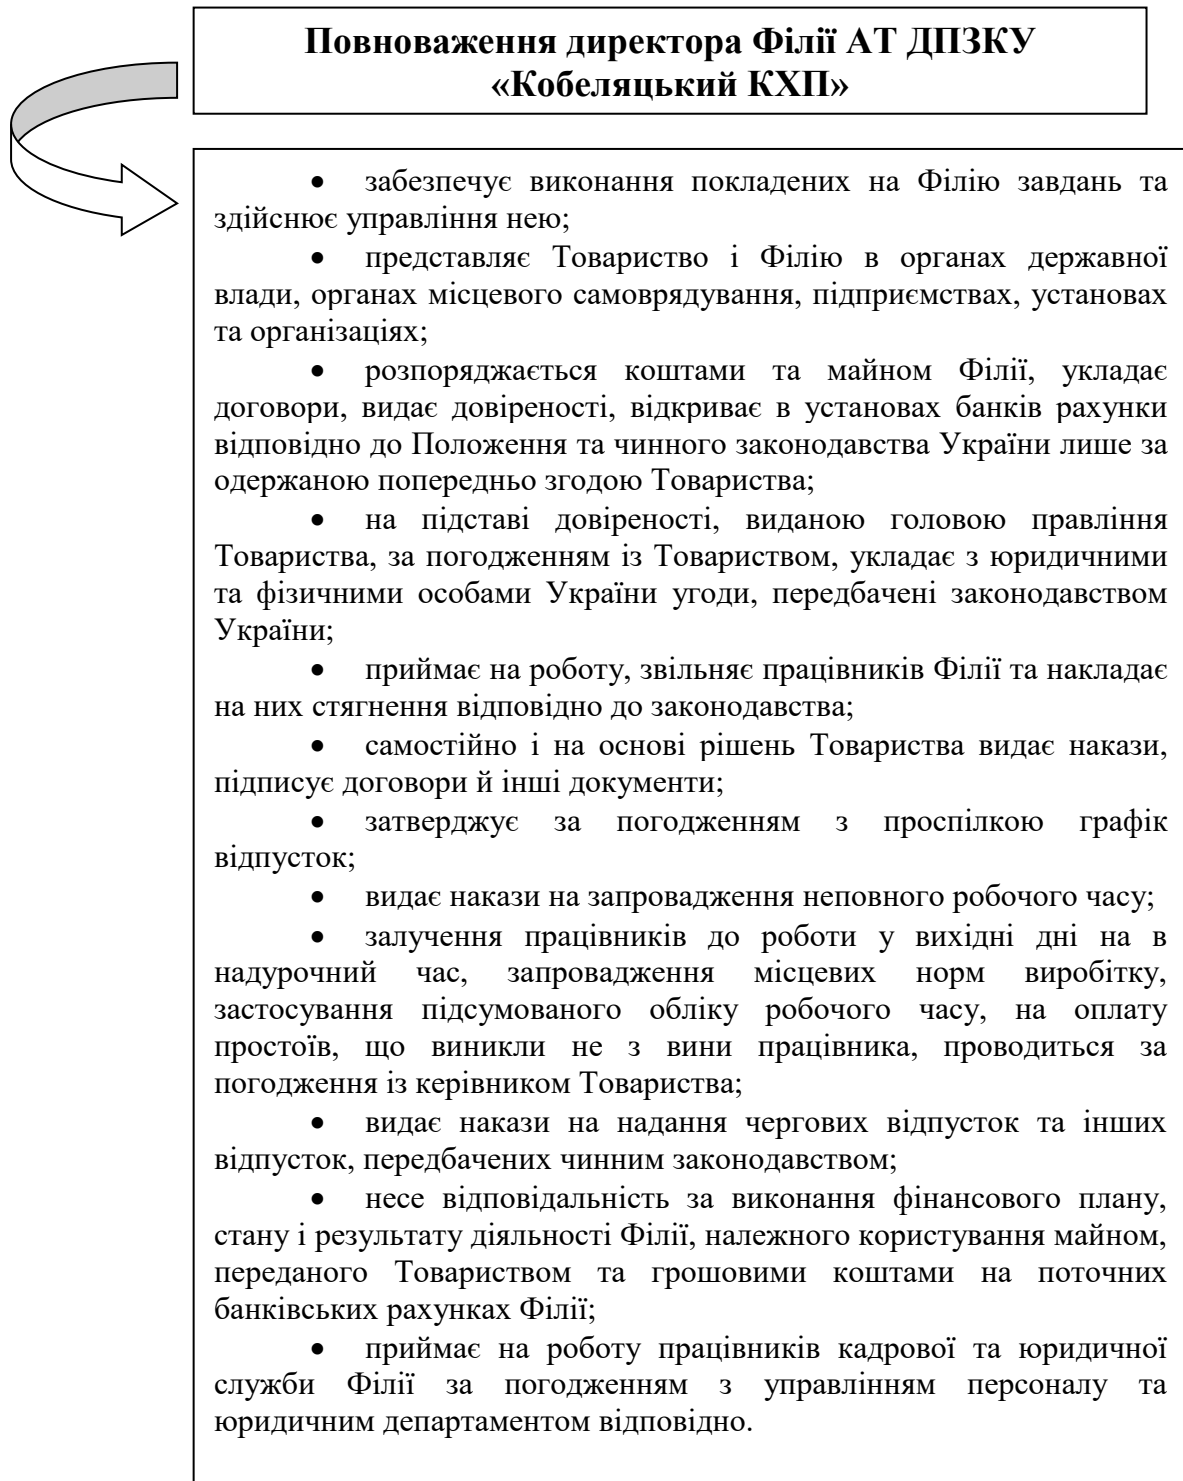 Повноваження директора Філії АТ ДПЗКУ
«Кобеляцький КХП»
• забезпечує виконання покладених на Філію завдань та
здійснює управління нею;
• представляє Товариство і Філію в органах державної
влади, органах місцевого самоврядування, підприємствах, установах
та організаціях;
• розпоряджається коштами та майном Філії, укладає
договори, видає довіреності, відкриває в установах банків рахунки
відповідно до Положення та чинного законодавства України лише за
одержаною попередньо згодою Товариства;
• на підставі довіреності, виданою головою правління
Товариства, за погодженням із Товариством, укладає з юридичними
та фізичними особами України угоди, передбачені законодавством
України;
• приймає на роботу, звільняє працівників Філії та накладає
на них стягнення відповідно до законодавства;
• самостійно і на основі рішень Товариства видає накази,
підписує договори й інші документи;
• затверджує за погодженням з проспілкою графік
відпусток;
• видає накази на запровадження неповного робочого часу;
• залучення працівників до роботи у вихідні дні на в
надурочний час, запровадження місцевих норм виробітку,
застосування підсумованого обліку робочого часу, на оплату
простоїв, що виникли не з вини працівника, проводиться за
погодження із керівником Товариства;
• видає накази на надання чергових відпусток та інших
відпусток, передбачених чинним законодавством;
• несе відповідальність за виконання фінансового плану,
стану і результату діяльності Філії, належного користування майном,
переданого Товариством та грошовими коштами на поточних
банківських рахунках Філії;
• приймає на роботу працівників кадрової та юридичної
служби Філії за погодженням з управлінням персоналу та
юридичним департаментом відповідно.